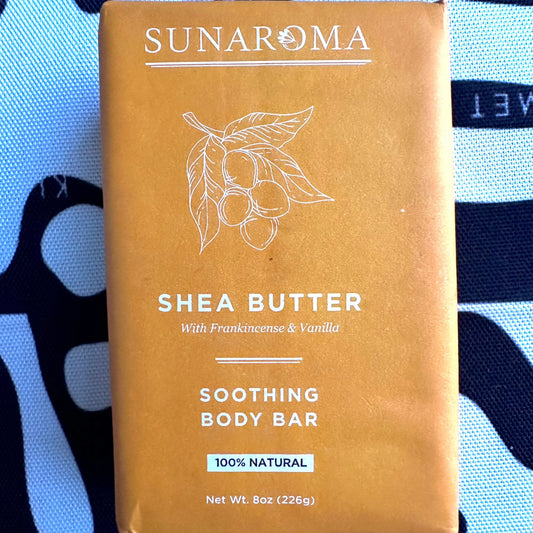 SUNAROMA
SHEA BUTTER
With Frankincense & Vanilla
SOOTHING
BODY BAR
100% NATURAL
Net Wt. 8oz (226g)